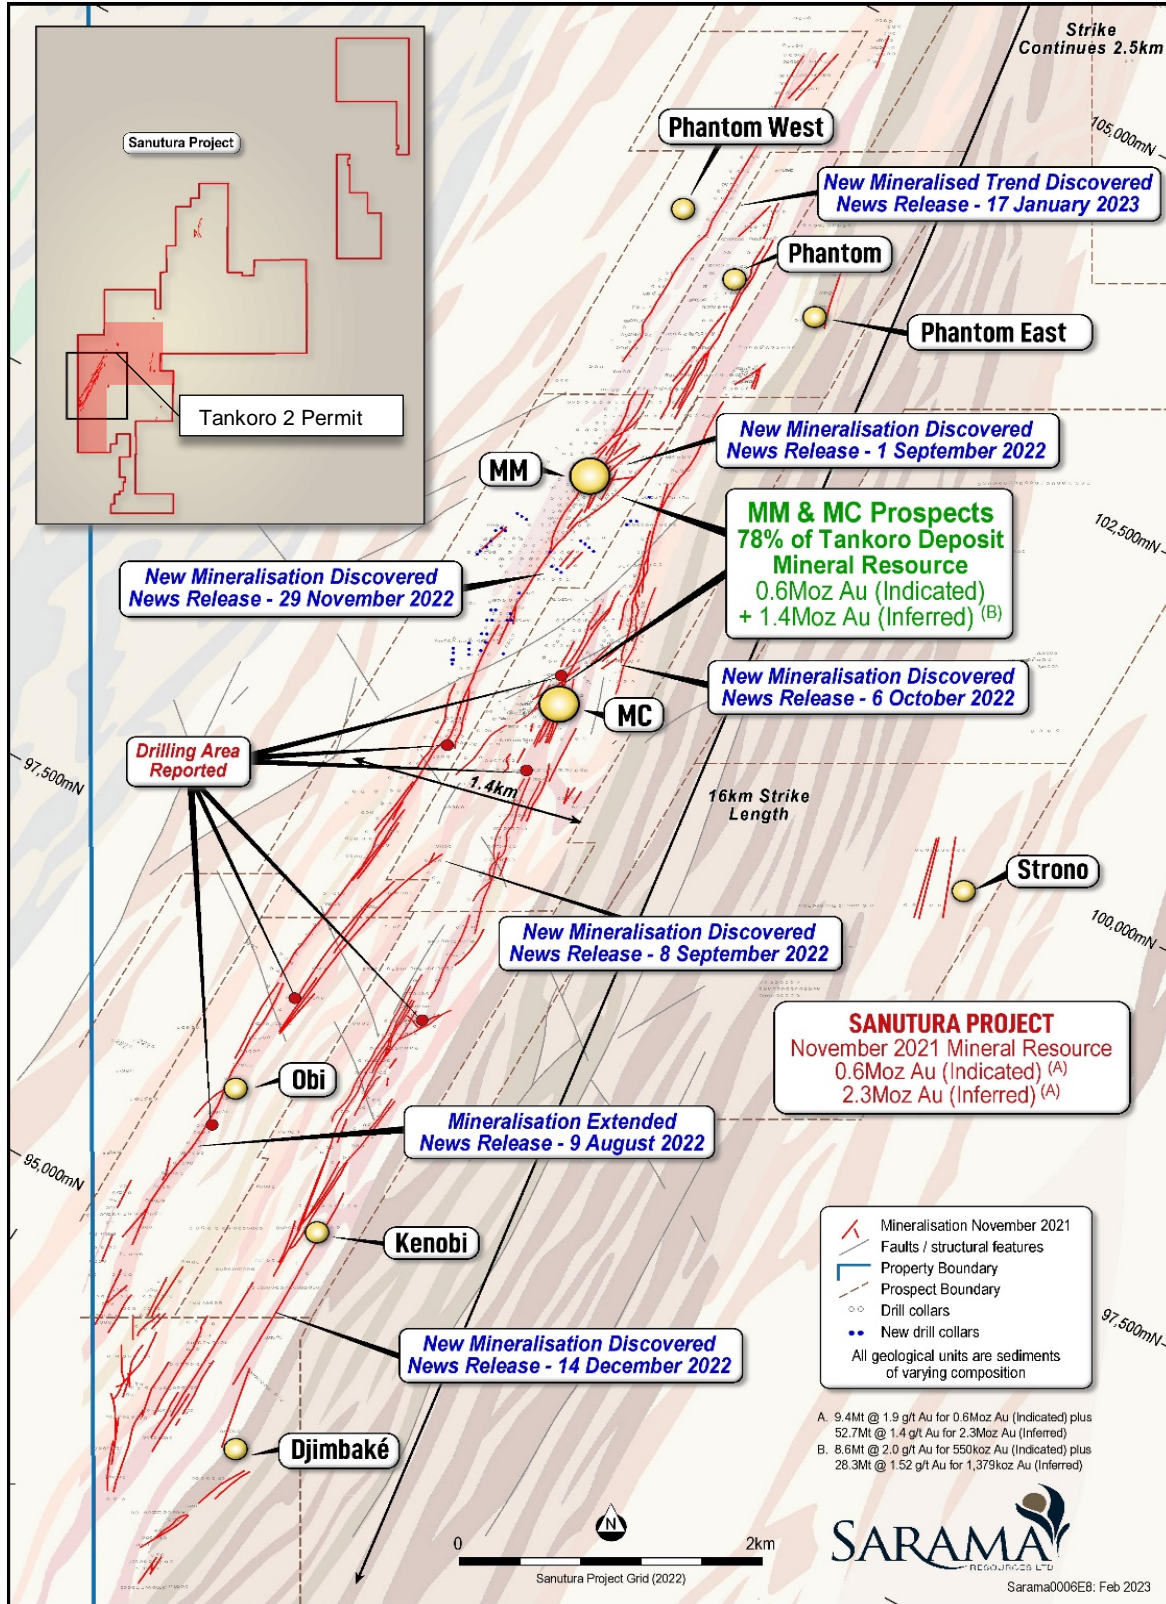 Strike
Continues 2.5km
Sanutura Project
Tankoro 2 Permit
Phantom West
105,000mN
New Mineralised Trend Discovered
News Release - 17 January 2023
Phantom
Phantom East
New Mineralisation Discovered
News Release - 1 September 2022
MM
MM & MC Prospects
78% of Tankoro Deposit
Mineral Resource
0.6Moz Au (Indicated)
+ 1.4Moz Au (Inferred) (B)
102,500mN
New Mineralisation Discovered
News Release - 29 November 2022
New Mineralisation Discovered
News Release - 6 October 2022
MC
Drilling Area
Reported
97,500mN
1.4km
16km Strike
Length
Strono
100,000mN
New Mineralisation Discovered
News Release - 8 September 2022
SANUTURA PROJECT
November 2021 Mineral Resource
0.6Moz Au (Indicated) (A)
2.3Moz Au (Inferred) (A)
Obi
Mineralisation Extended
News Release - 9 August 2022
95,000mN
Kenobi
Mineralisation November 2021
Faults / structural features
Property Boundary
Prospect Boundary
Drill collars
New drill collars
All geological units are sediments
of varying composition
97,500mN
New Mineralisation Discovered
News Release - 14 December 2022
A. 9.4Mt @ 1.9 g/t Au for 0.6Moz Au (Indicated) plus
52.7Mt @ 1.4 g/t Au for 2.3Moz Au (Inferred)
B. 8.6Mt @ 2.0 g/t Au for 550koz Au (Indicated) plus
28.3Mt @ 1.52 g/t Au for 1,379koz Au (Inferred)
Djimbaké
N
0 2km
Sanutura Project Grid (2022)
SARAMA
RESOURCES LTD
Sarama0006E8: Feb 2023